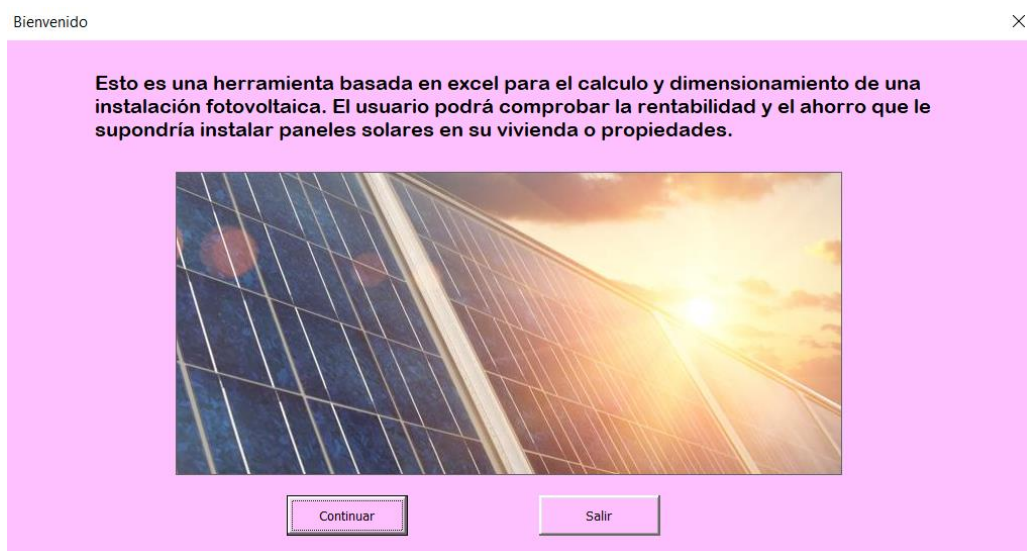 Bienvenido
Esto es una herramienta basada en excel para el calculo y dimensionamiento de una
instalación fotovoltaica. El usuario podrá comprobar la rentabilidad y el ahorro que le
supondría instalar paneles solares en su vivienda o propiedades.
Continuar
Salir